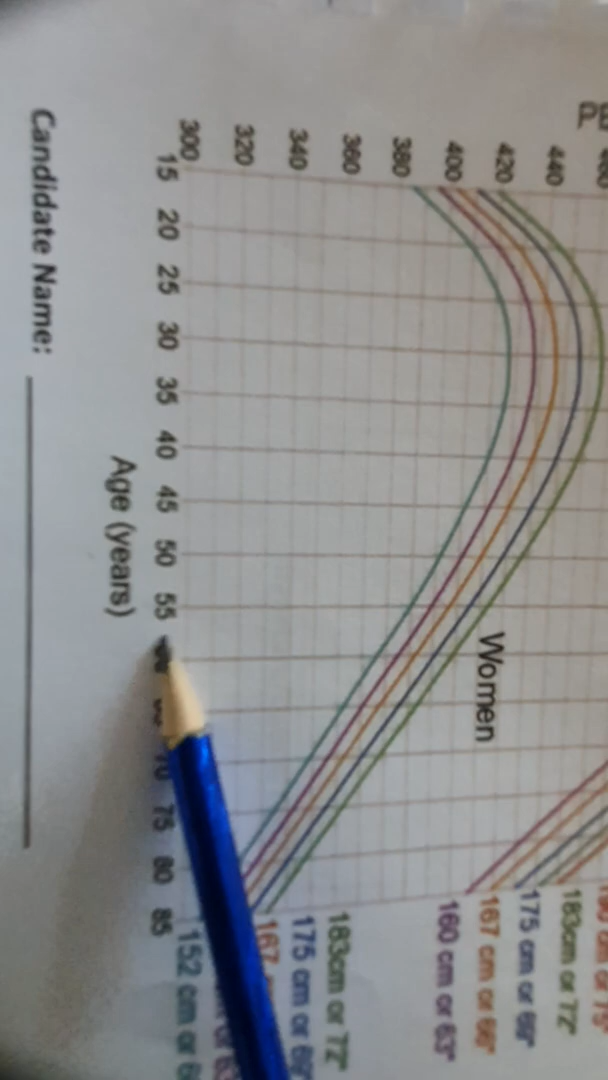 440
420
400
380
360
340
320
300
15 20 25 30 35 40 45 50 55 75 80 85
Age (years)
Women
183cm or 72"
175 cm or 69"
167 cm or 66"
160 cm or 63"
183cm or 72"
175 cm or 69"
167
152 cm or
Candidate Name: